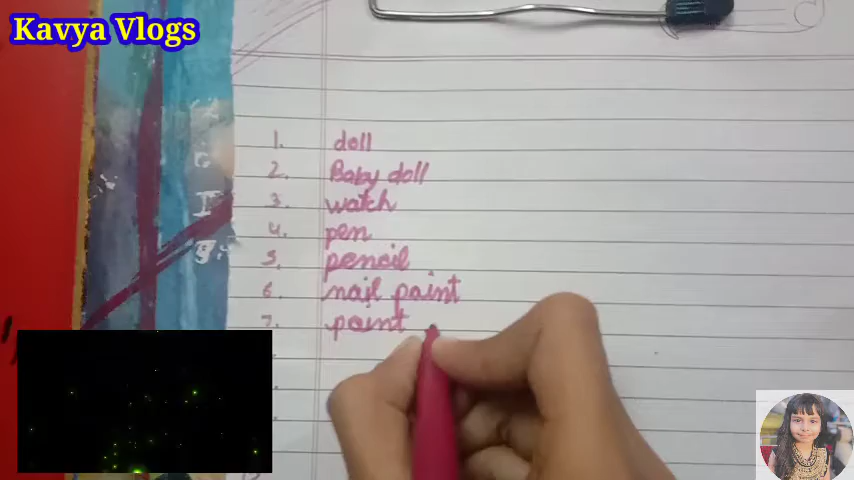 Kavya Vlogs
1. doll
2. Baby doll
3. watch
4. pen
5. pencil
6. nail paint
7. paint